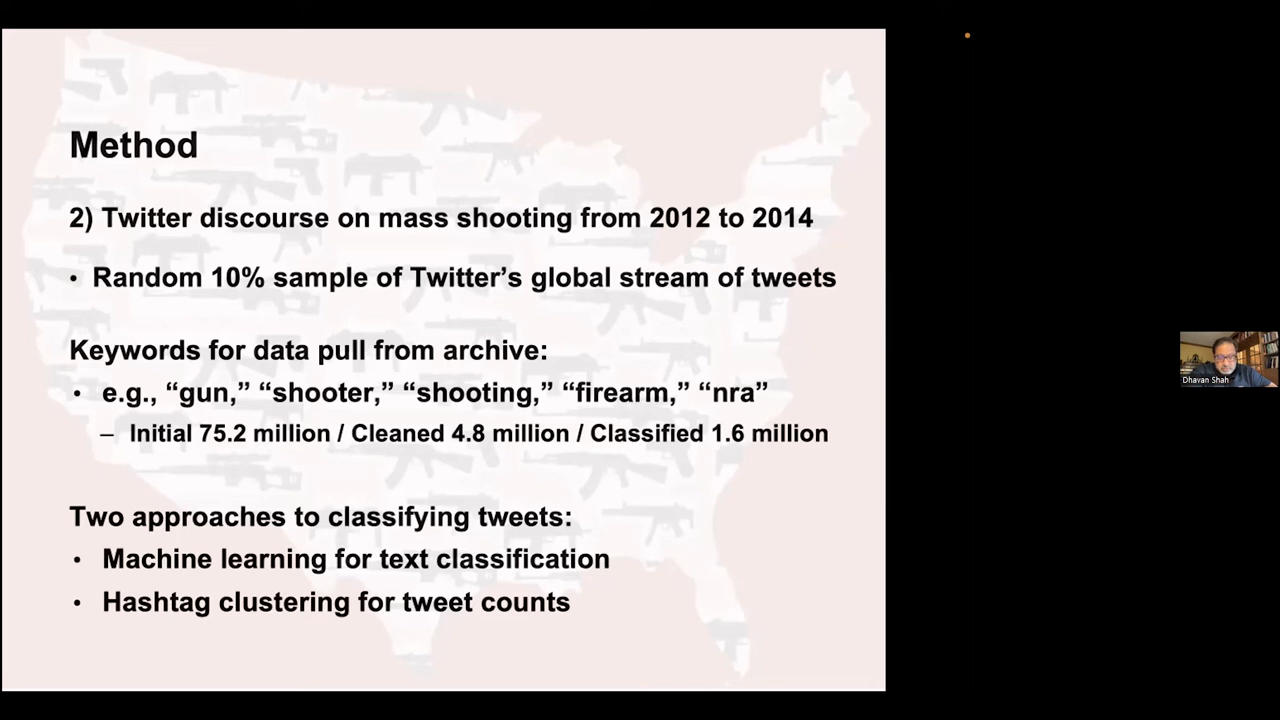 Method
2) Twitter discourse on mass shooting from 2012 to 2014
• Random 10% sample of Twitter’s global stream of tweets
Keywords for data pull from archive:
• e.g., “gun,” “shooter,” “shooting,” “firearm,” “nra”
– Initial 75.2 million / Cleaned 4.8 million / Classified 1.6 million
Two approaches to classifying tweets:
• Machine learning for text classification
• Hashtag clustering for tweet counts
Dhavan Shah